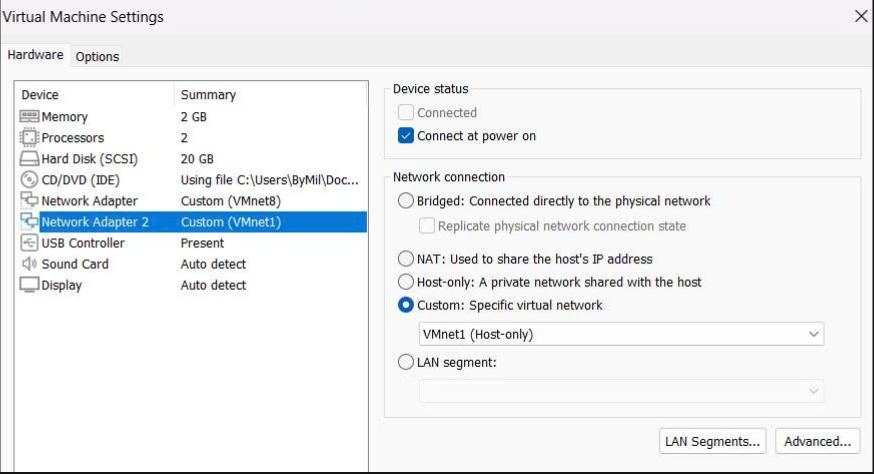 Virtual Machine Settings
Hardware Options
Device Summary
Memory 2 GB
Processors 2
Hard Disk (SCSI) 20 GB
CD/DVD (IDE) Using file C:\Users\ByMil\Doc...
Network Adapter Custom (VMnet8)
Network Adapter 2 Custom (VMnet1)
USB Controller Present
Sound Card Auto detect
Display Auto detect
Device status
Connected
Connect at power on
Network connection
Bridged: Connected directly to the physical network
Replicate physical network connection state
NAT: Used to share the host's IP address
Host-only: A private network shared with the host
Custom: Specific virtual network
VMnet1 (Host-only)
LAN segment:
LAN Segments... Advanced...